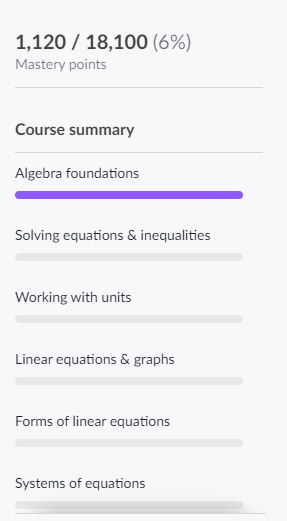 1,120 / 18,100 (6%)
Mastery points
Course summary
Algebra foundations
Solving equations & inequalities
Working with units
Linear equations & graphs
Forms of linear equations
Systems of equations